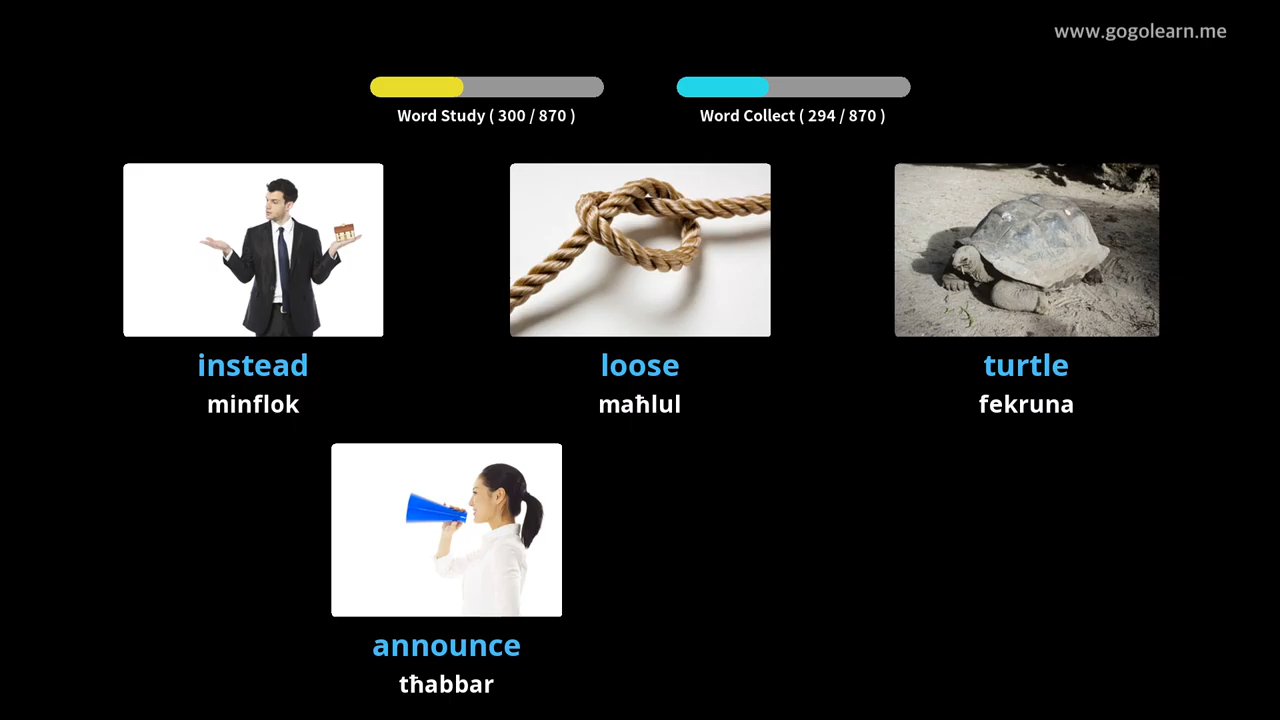 www.gogolearn.me
Word Study ( 300 / 870 )
Word Collect ( 294 / 870 )
instead
minflok
loose
maħlul
turtle
fekruna
announce
tħabbar